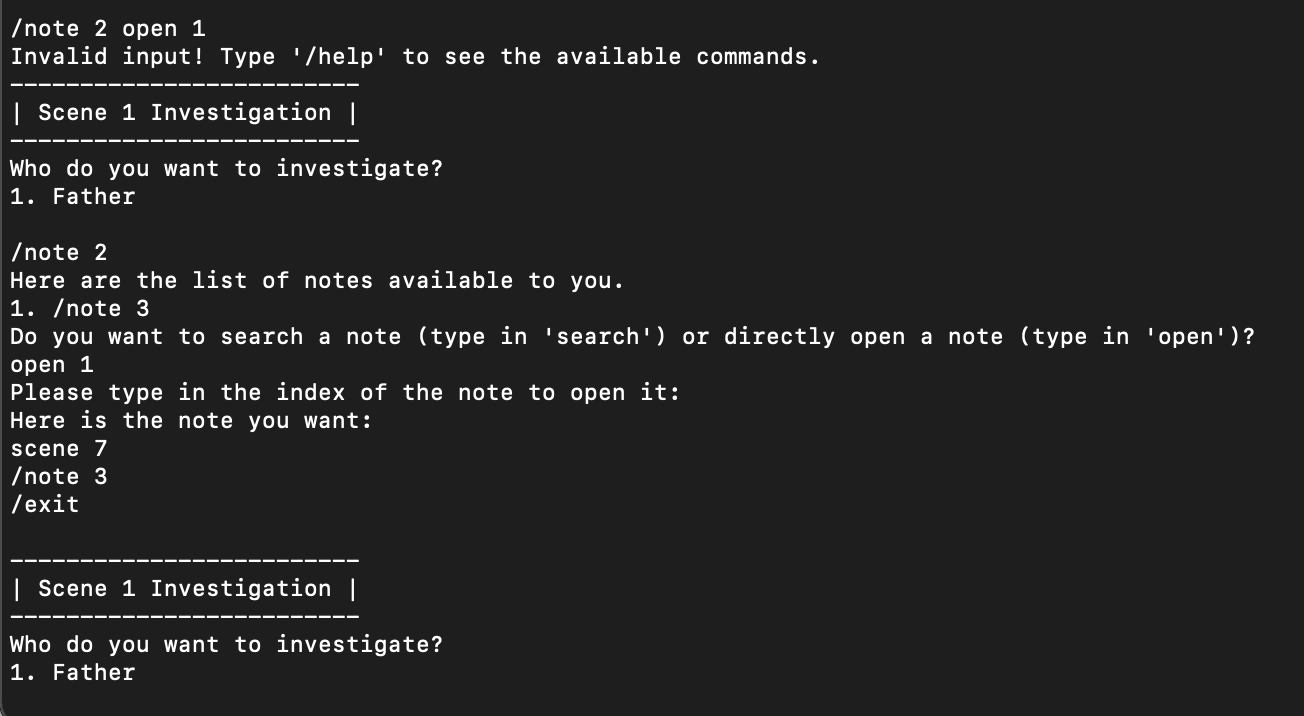 /note 2 open 1
Invalid input! Type '/help' to see the available commands.
-------------------------
| Scene 1 Investigation |
-------------------------
Who do you want to investigate?
1. Father
/note 2
Here are the list of notes available to you.
1. /note 3
Do you want to search a note (type in 'search') or directly open a note (type in 'open')?
open 1
Please type in the index of the note to open it:
Here is the note you want:
scene 7
/note 3
/exit
-------------------------
| Scene 1 Investigation |
-------------------------
Who do you want to investigate?
1. Father